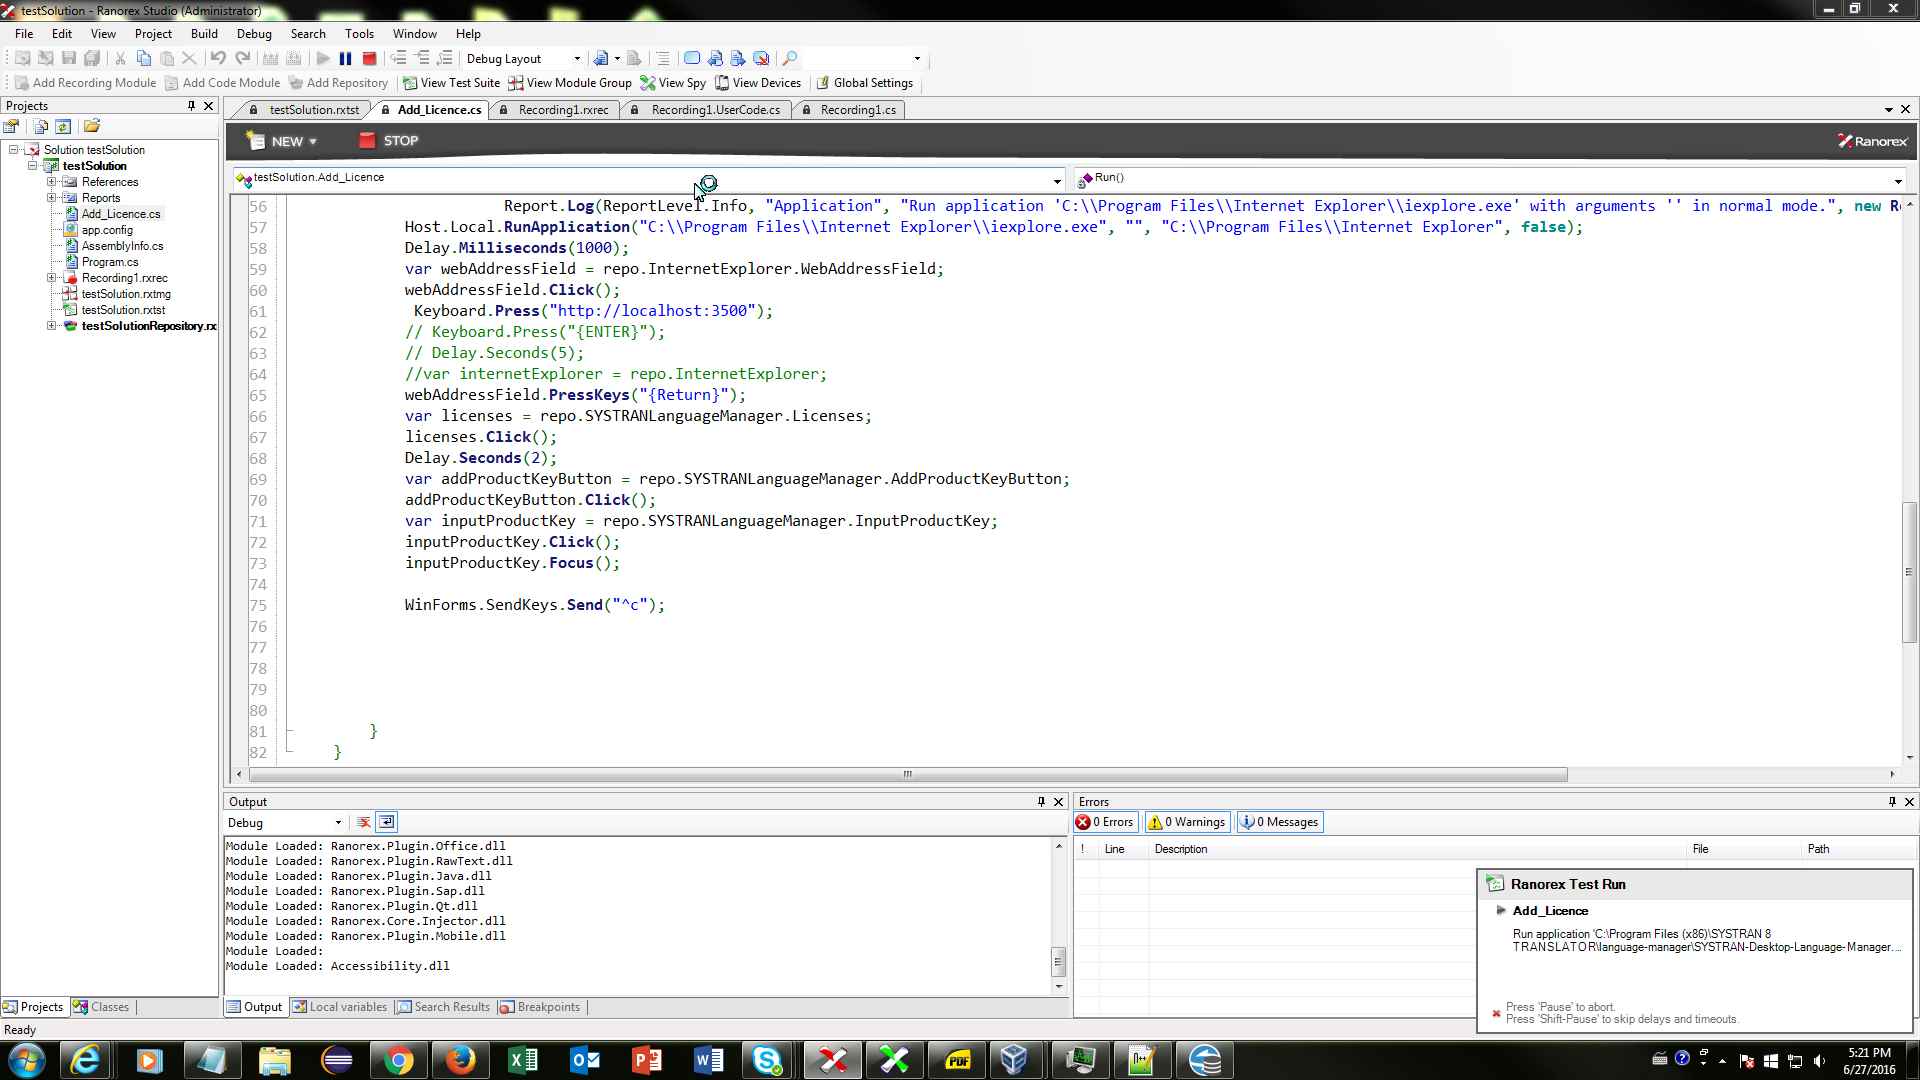 testSolution - Ranorex Studio (Administrator)
File Edit View Project Build Debug Search Tools Window Help
Debug Layout
Add Recording Module Add Code Module Add Repository View Test Suite View Module Group View Spy View Devices Global Settings
Projects
testSolution.rxtst Add_Licence.cs Recording1.rxrec Recording1.UserCode.cs Recording1.cs
NEW STOP Ranorex
testSolution.Add_Licence Run()
Solution testSolution
testSolution
References
Reports
Add_Licence.cs
app.config
AssemblyInfo.cs
Program.cs
Recording1.rxrec
testSolution.rxtmg
testSolution.rxtst
testSolutionRepository.rx
56 Report.Log(ReportLevel.Info, "Application", "Run application 'C:\\Program Files\\Internet Explorer\\iexplore.exe' with arguments '' in normal mode.", new R
57 Host.Local.RunApplication("C:\\Program Files\\Internet Explorer\\iexplore.exe", "", "C:\\Program Files\\Internet Explorer", false);
58 Delay.Milliseconds(1000);
59 var webAddressField = repo.InternetExplorer.WebAddressField;
60 webAddressField.Click();
61 Keyboard.Press("http://localhost:3500");
62 // Keyboard.Press("{ENTER}");
63 // Delay.Seconds(5);
64 //var internetExplorer = repo.InternetExplorer;
65 webAddressField.PressKeys("{Return}");
66 var licenses = repo.SYSTRANLanguageManager.Licenses;
67 licenses.Click();
68 Delay.Seconds(2);
69 var addProductKeyButton = repo.SYSTRANLanguageManager.AddProductKeyButton;
70 addProductKeyButton.Click();
71 var inputProductKey = repo.SYSTRANLanguageManager.InputProductKey;
72 inputProductKey.Click();
73 inputProductKey.Focus();
74
75 WinForms.SendKeys.Send("^c");
76
77
78
79
80
81 }
82 }
Output
Debug
Module Loaded: Ranorex.Plugin.Office.dll
Module Loaded: Ranorex.Plugin.RawText.dll
Module Loaded: Ranorex.Plugin.Java.dll
Module Loaded: Ranorex.Plugin.Sap.dll
Module Loaded: Ranorex.Plugin.Qt.dll
Module Loaded: Ranorex.Core.Injector.dll
Module Loaded: Ranorex.Plugin.Mobile.dll
Module Loaded:
Module Loaded: Accessibility.dll
Errors
0 Errors 0 Warnings 0 Messages
! Line Description File Path
Ranorex Test Run
Add_Licence
Run application 'C:\Program Files (x86)\SYSTRAN 8
TRANSLATOR\language-manager\SYSTRAN-Desktop-Language-Manager...
Press 'Pause' to abort.
Press 'Shift-Pause' to skip delays and timeouts.
Projects Classes
Output Local variables Search Results Breakpoints
Ready
PDF
5:21 PM
6/27/2016